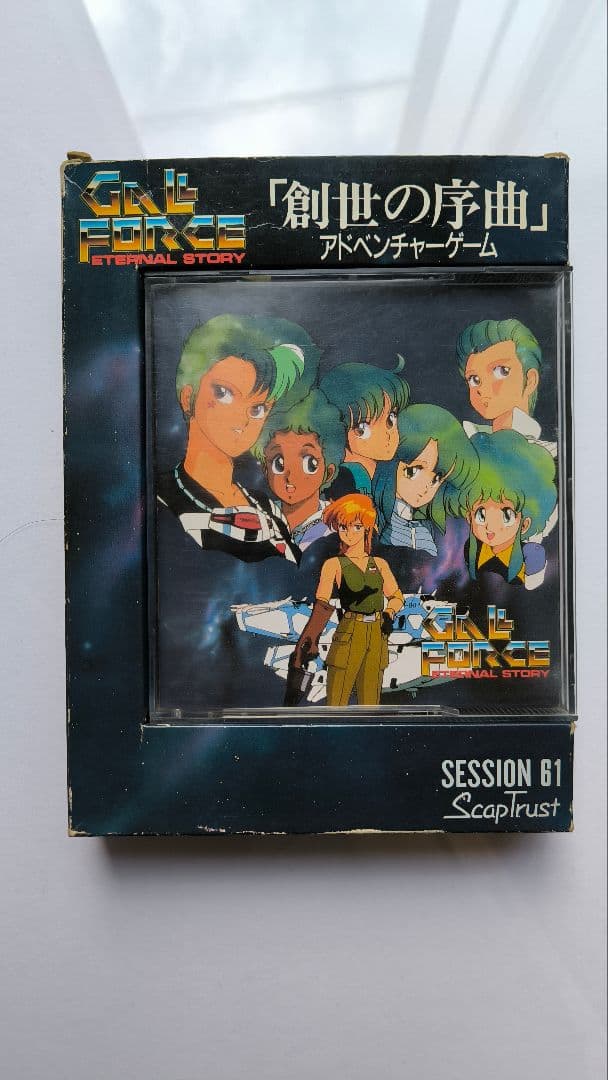 GALL
FORCE
ETERNAL STORY
「創世の序曲」
アドベンチャーゲーム
GALL
FORCE
ETERNAL STORY
SESSION 61
ScapTrust